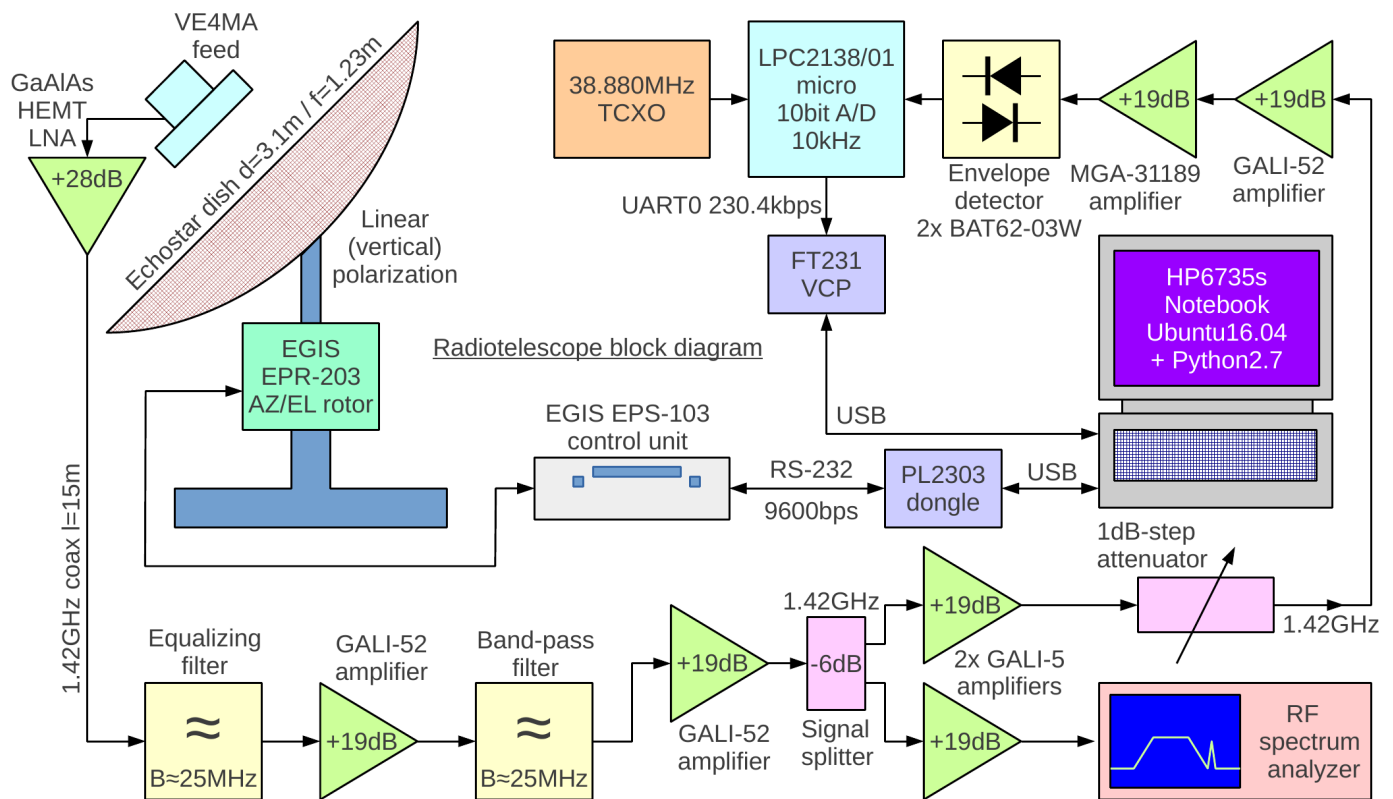 VE4MA
feed
GaAlAs
HEMT
LNA
+28dB
Echostar dish d=3.1m / f=1.23m
Linear
(vertical)
polarization
38.880MHz
TCXO
LPC2138/01
micro
10bit A/D
10kHz
Envelope
detector
2x BAT62-03W
+19dB
MGA-31189
amplifier
+19dB
GALI-52
amplifier
UART0 230.4kbps
FT231
VCP
HP6735s
Notebook
Ubuntu16.04
+ Python2.7
Radiotelescope block diagram
EGIS
EPR-203
AZ/EL rotor
USB
EGIS EPS-103
control unit
RS-232
9600bps
PL2303
dongle
USB
1.42GHz coax l=15m
1dB-step
attenuator
1.42GHz
Equalizing
filter
B≈25MHz
GALI-52
amplifier
+19dB
Band-pass
filter
B≈25MHz
+19dB
GALI-52
amplifier
1.42GHz
-6dB
Signal
splitter
+19dB
2x GALI-5
amplifiers
+19dB
RF
spectrum
analyzer